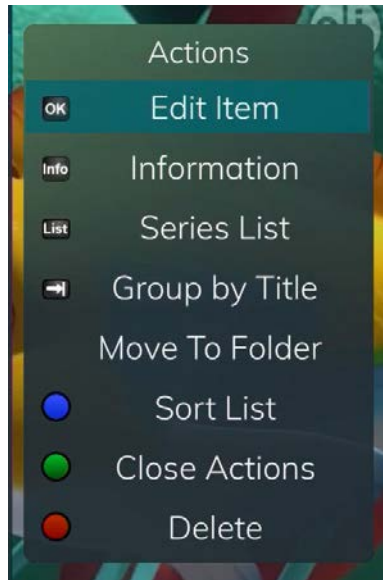 Actions
OK Edit Item
Info Information
List Series List
Group by Title
Move To Folder
Sort List
Close Actions
Delete